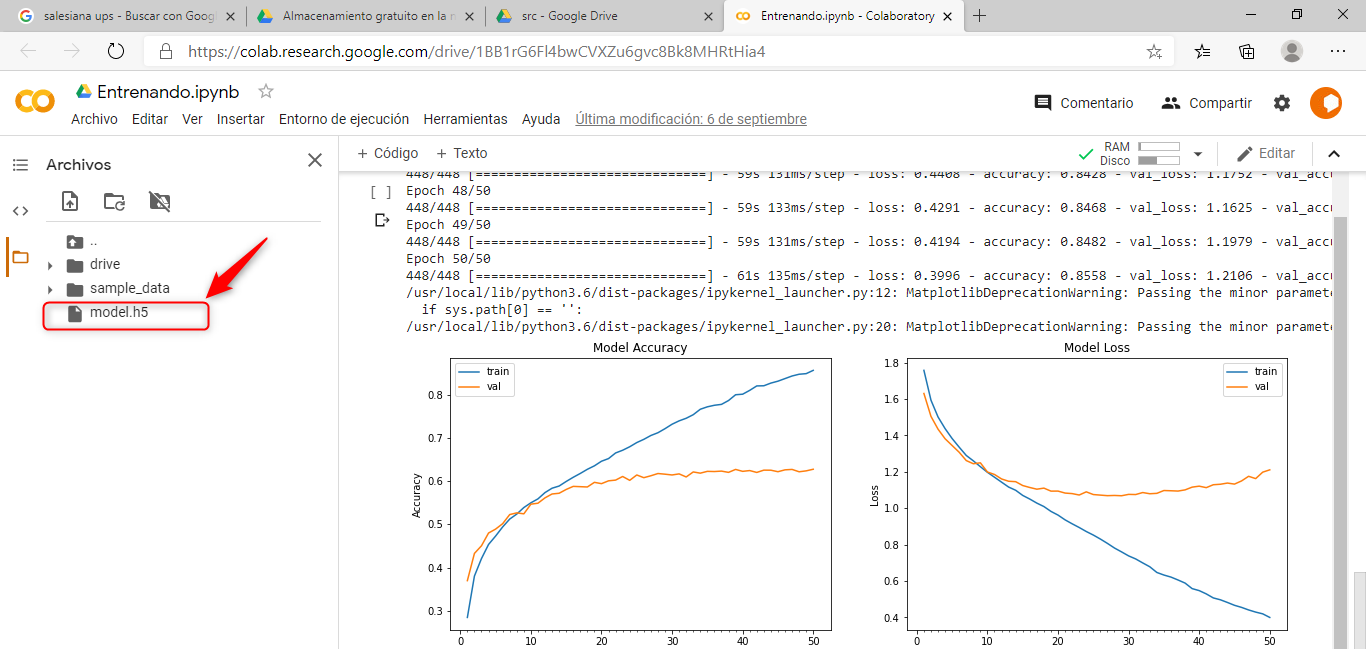 salesiana ups - Buscar con Goog
Almacenamiento gratuito en la n
src - Google Drive
Entrenando.ipynb - Colaboratory
https://colab.research.google.com/drive/1BB1rG6Fl4bwCVXZu6gvc8Bk8MHRtHia4
Entrenando.ipynb
Comentario
Compartir
Archivo Editar Ver Insertar Entorno de ejecución Herramientas Ayuda Última modificación: 6 de septiembre
Archivos
+ Código + Texto
RAM
Disco
Editar
..
drive
sample_data
model.h5
[ ]
448/448 [==============================] - 59s 131ms/step - loss: 0.4408 - accuracy: 0.8428 - val_loss: 1.1752 - val_acc
Epoch 48/50
448/448 [==============================] - 59s 133ms/step - loss: 0.4291 - accuracy: 0.8468 - val_loss: 1.1625 - val_acc
Epoch 49/50
448/448 [==============================] - 59s 131ms/step - loss: 0.4194 - accuracy: 0.8482 - val_loss: 1.1979 - val_acc
Epoch 50/50
448/448 [==============================] - 61s 135ms/step - loss: 0.3996 - accuracy: 0.8558 - val_loss: 1.2106 - val_acc
/usr/local/lib/python3.6/dist-packages/ipykernel_launcher.py:12: MatplotlibDeprecationWarning: Passing the minor paramete
if sys.path[0] == '':
/usr/local/lib/python3.6/dist-packages/ipykernel_launcher.py:20: MatplotlibDeprecationWarning: Passing the minor paramete
Model Accuracy
train
val
Accuracy
0.8
0.7
0.6
0.5
0.4
0.3
0 10 20 30 40 50
Model Loss
train
val
Loss
1.8
1.6
1.4
1.2
1.0
0.8
0.6
0.4
0 10 20 30 40 50